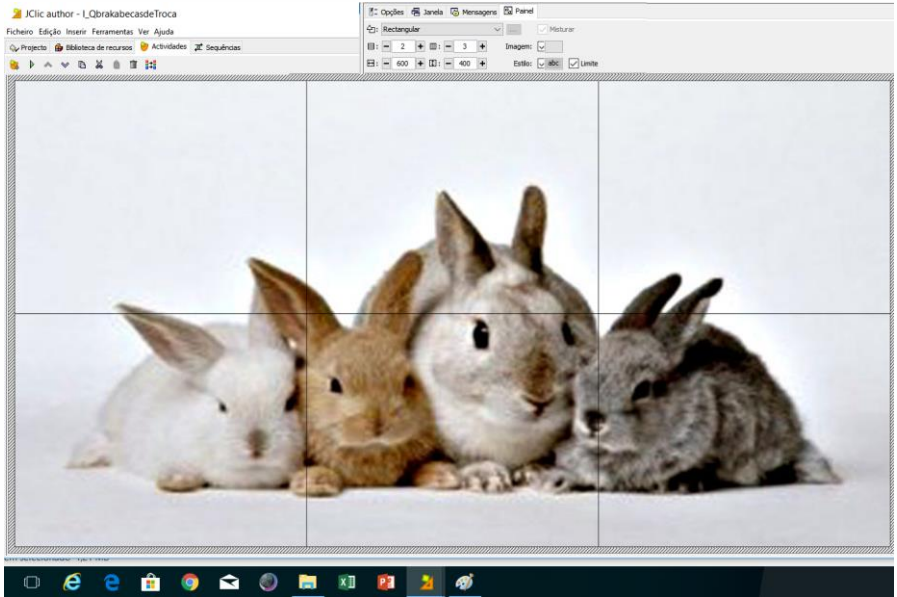 JClic author - I_QbrakabecasdeTroca
Ficheiro Edição Inserir Ferramentas Ver Ajuda
Projecto Biblioteca de recursos Actividades Sequências
Opções Janela Mensagens Painel
Rectangular ... Misturar
2 3 Imagem:
600 400 Estilo: abc Limite